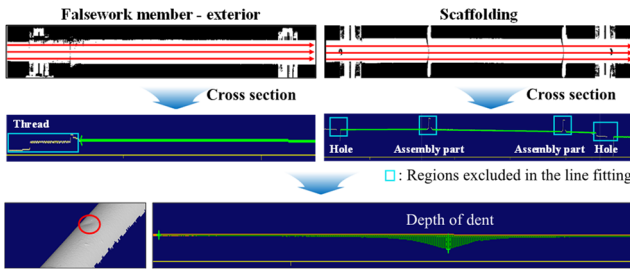 Falsework member - exterior
Scaffolding
Cross section
Cross section
Thread
Hole
Assembly part
Assembly part
Hole
: Regions excluded in the line fitting
Depth of dent